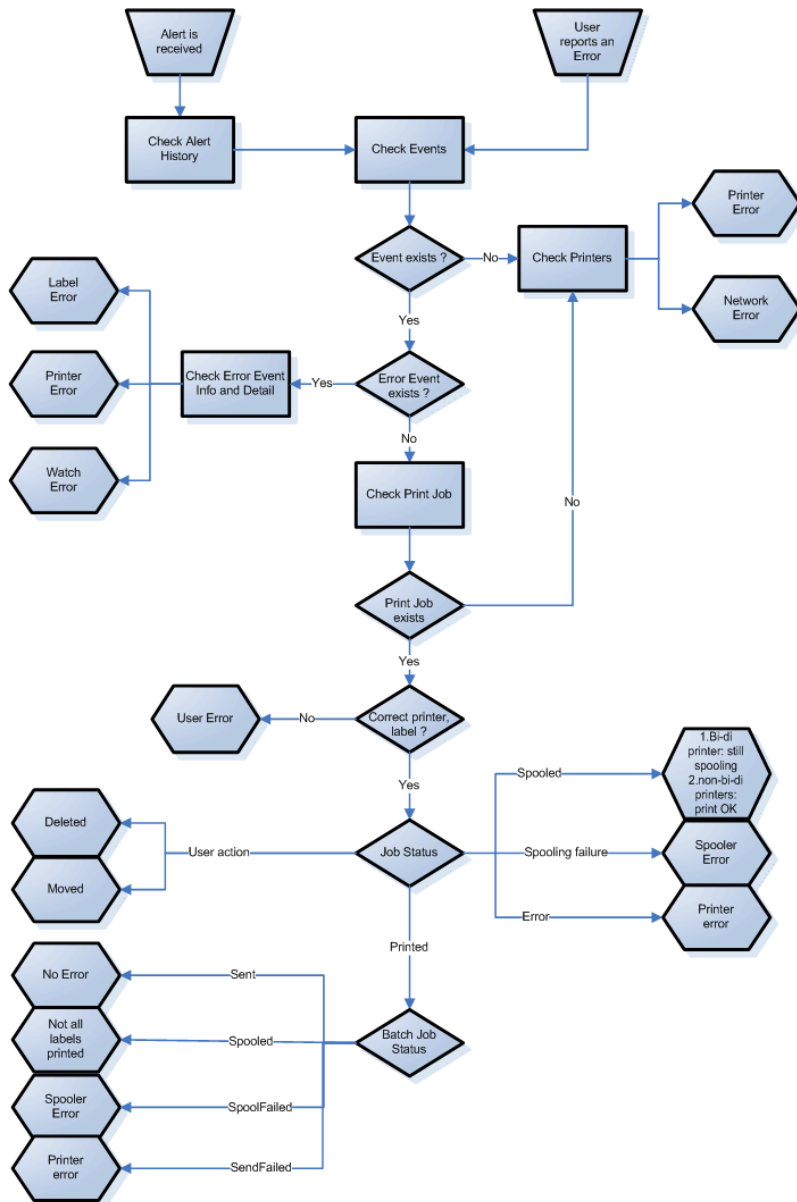 Alert is
received
User
reports an
Error
Check Alert
History
Check Events
Printer
Error
Event exists ?
No
Check Printers
Network
Error
Label
Error
Yes
Printer
Error
Check Error Event
Info and Detail
Yes
Error Event
exists ?
No
Watch
Error
Check Print Job
No
Print Job
exists
Yes
User Error
No
Correct printer,
label ?
1.Bi-di
printer: still
spooling
2.non-bi-di
printers:
print OK
Spooled
Yes
Deleted
Moved
User action
Job Status
Spooling failure
Spooler
Error
Error
Printer
error
Printed
No Error
Sent
Not all
labels
printed
Spooled
Batch Job
Status
Spooler
Error
SpoolFailed
Printer
error
SendFailed